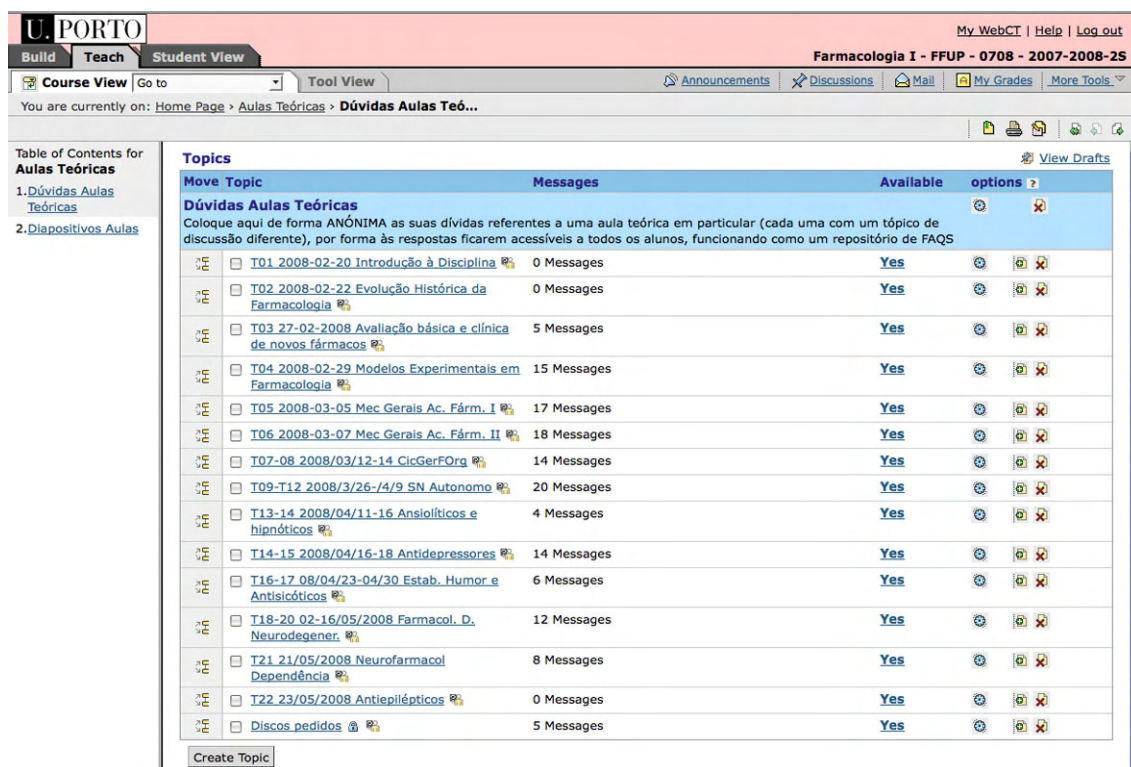 U. PORTO
My WebCT | Help | Log out
Build Teach Student View
Farmacologia I - FFUP - 0708 - 2007-2008-2S
Course View Go to Tool View Announcements Discussions Mail My Grades More Tools
You are currently on: Home Page › Aulas Teóricas › Dúvidas Aulas Teó...
Table of Contents for
Aulas Teóricas
1.Dúvidas Aulas
Teóricas
2.Diapositivos Aulas
Topics View Drafts
Move Topic Messages Available options ?
Dúvidas Aulas Teóricas
Coloque aqui de forma ANÓNIMA as suas dívidas referentes a uma aula teórica em particular (cada uma com um tópico de
discussão diferente), por forma às respostas ficarem acessíveis a todos os alunos, funcionando como um repositório de FAQS
T01 2008-02-20 Introdução à Disciplina 0 Messages Yes
T02 2008-02-22 Evolução Histórica da 0 Messages Yes
Farmacologia
T03 27-02-2008 Avaliação básica e clínica 5 Messages Yes
de novos fármacos
T04 2008-02-29 Modelos Experimentais em 15 Messages Yes
Farmacologia
T05 2008-03-05 Mec Gerais Ac. Fárm. I 17 Messages Yes
T06 2008-03-07 Mec Gerais Ac. Fárm. II 18 Messages Yes
T07-08 2008/03/12-14 CicGerFOrg 14 Messages Yes
T09-T12 2008/3/26-/4/9 SN Autonomo 20 Messages Yes
T13-14 2008/04/11-16 Ansiolíticos e 4 Messages Yes
hipnóticos
T14-15 2008/04/16-18 Antidepressores 14 Messages Yes
T16-17 08/04/23-04/30 Estab. Humor e 6 Messages Yes
Antisicóticos
T18-20 02-16/05/2008 Farmacol. D. 12 Messages Yes
Neurodegener.
T21 21/05/2008 Neurofarmacol 8 Messages Yes
Dependência
T22 23/05/2008 Antiepilépticos 0 Messages Yes
Discos pedidos 5 Messages Yes
Create Topic